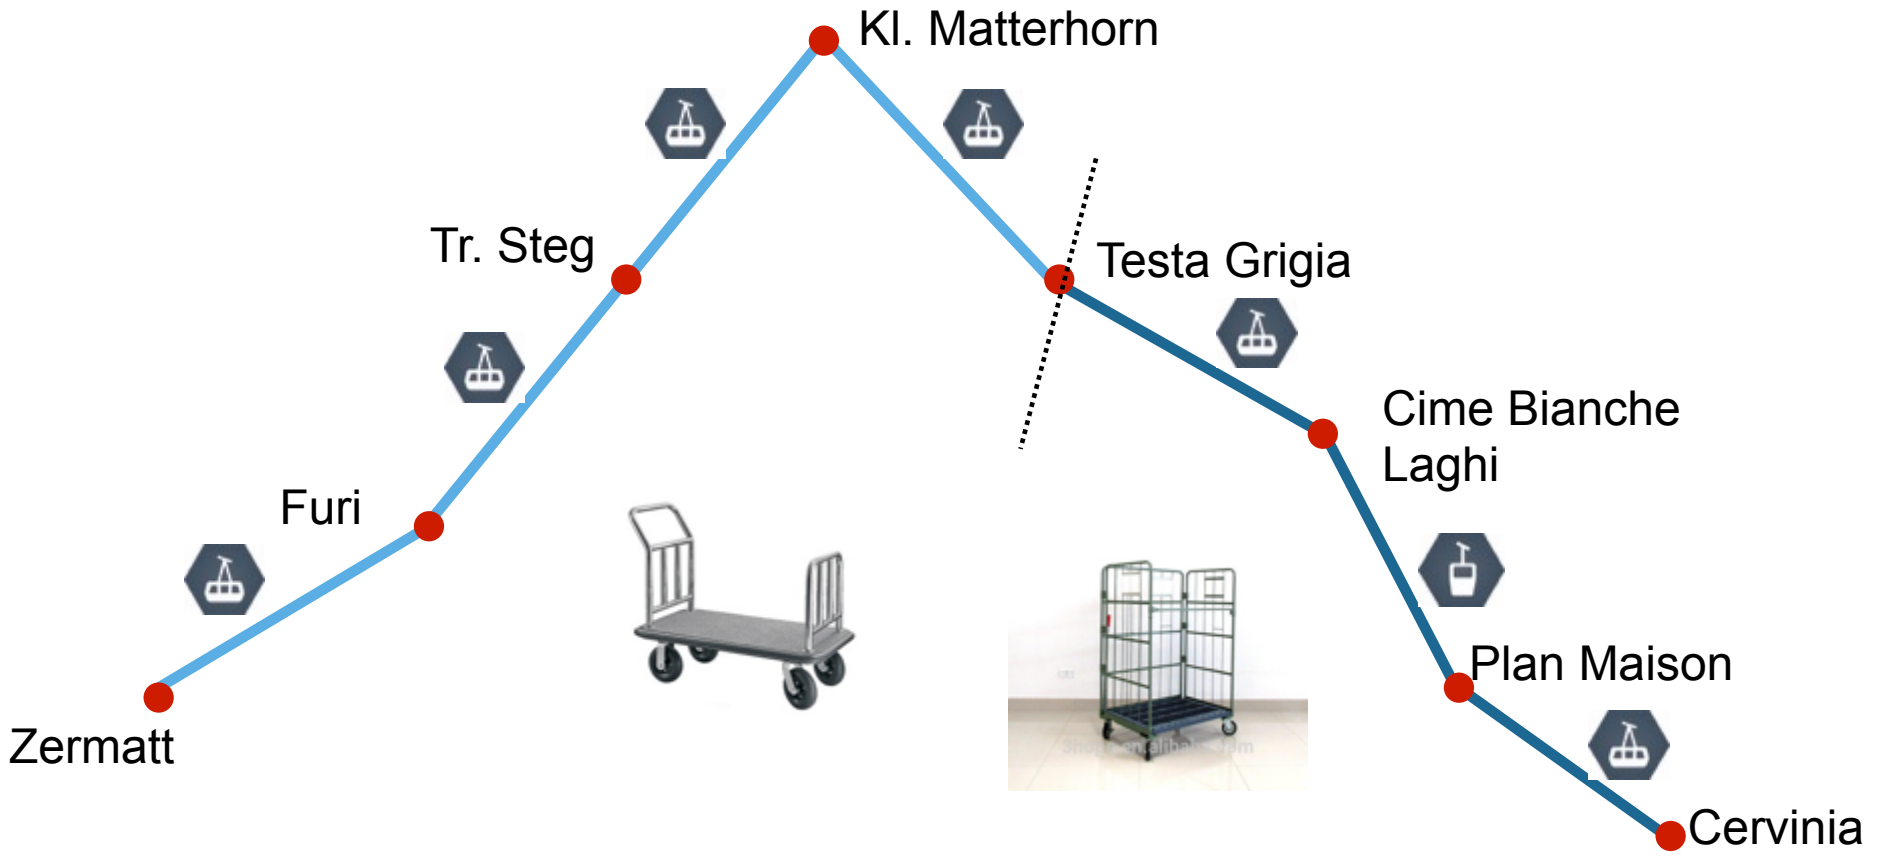 Kl. Matterhorn
Tr. Steg
Testa Grigia
Cime Bianche
Laghi
Furi
Plan Maison
Zermatt
Cervinia